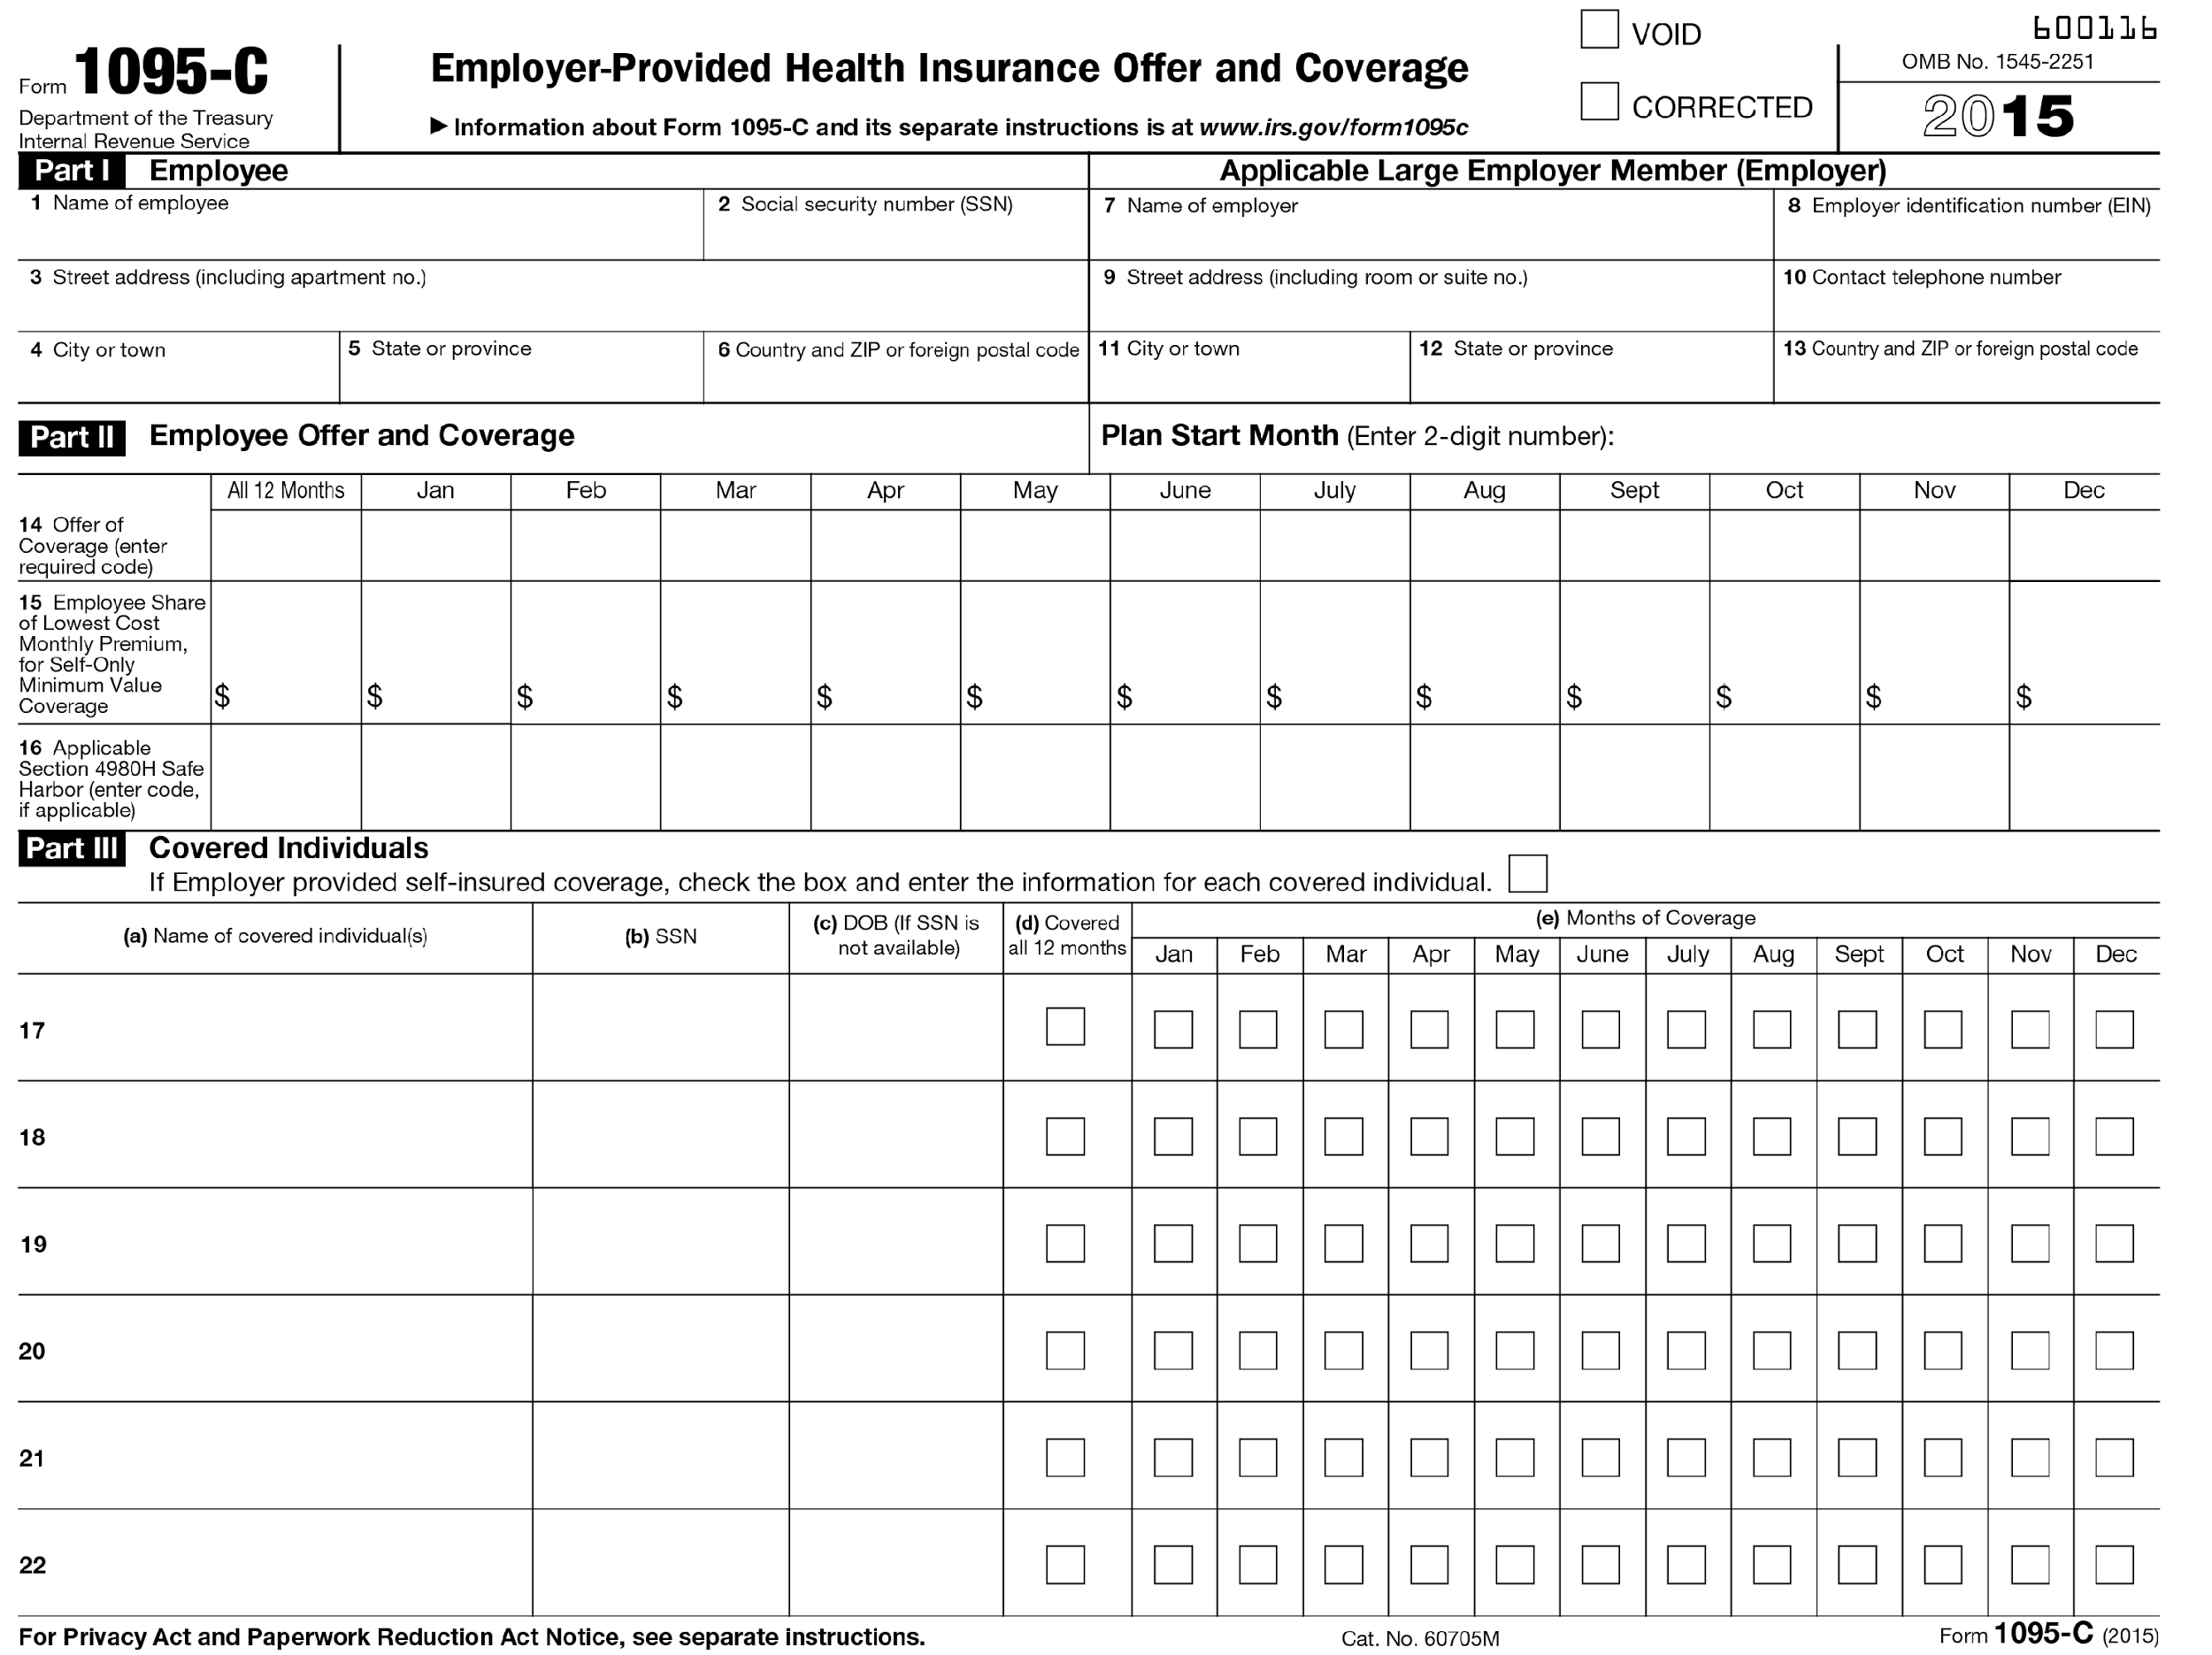 Form 1095-C
Department of the Treasury
Internal Revenue Service
Employer-Provided Health Insurance Offer and Coverage
▶ Information about Form 1095-C and its separate instructions is at www.irs.gov/form1095c
VOID
CORRECTED
600116
OMB No. 1545-2251
2015
Part I Employee
Applicable Large Employer Member (Employer)
1 Name of employee
2 Social security number (SSN)
7 Name of employer
8 Employer identification number (EIN)
3 Street address (including apartment no.)
9 Street address (including room or suite no.)
10 Contact telephone number
4 City or town
5 State or province
6 Country and ZIP or foreign postal code
11 City or town
12 State or province
13 Country and ZIP or foreign postal code
Part II Employee Offer and Coverage
Plan Start Month (Enter 2-digit number):
All 12 Months Jan Feb Mar Apr May June July Aug Sept Oct Nov Dec
14 Offer of
Coverage (enter
required code)
15 Employee Share
of Lowest Cost
Monthly Premium,
for Self-Only
Minimum Value
Coverage
$ $ $ $ $ $ $ $ $ $ $ $ $
16 Applicable
Section 4980H Safe
Harbor (enter code,
if applicable)
Part III Covered Individuals
If Employer provided self-insured coverage, check the box and enter the information for each covered individual.
(a) Name of covered individual(s)
(b) SSN
(c) DOB (If SSN is
not available)
(d) Covered
all 12 months
(e) Months of Coverage
Jan Feb Mar Apr May June July Aug Sept Oct Nov Dec
17
18
19
20
21
22
For Privacy Act and Paperwork Reduction Act Notice, see separate instructions.
Cat. No. 60705M
Form 1095-C (2015)